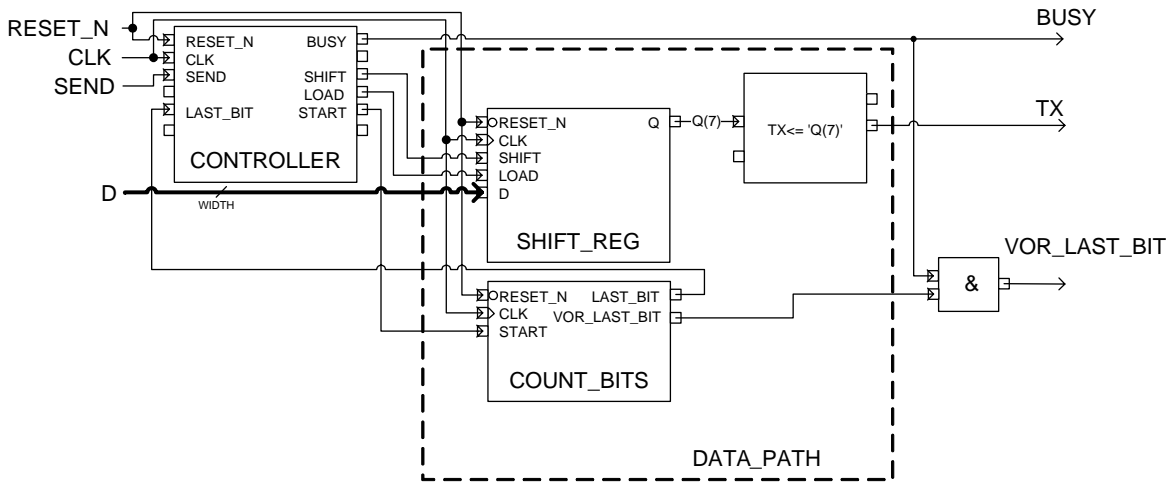 RESET_N
CLK
SEND
D
RESET_N
CLK
SEND
LAST_BIT
BUSY
SHIFT
LOAD
START
CONTROLLER
WIDTH
RESET_N
CLK
SHIFT
LOAD
D
Q
SHIFT_REG
Q(7)
TX<= 'Q(7)'
RESET_N
CLK
START
LAST_BIT
VOR_LAST_BIT
COUNT_BITS
DATA_PATH
BUSY
TX
VOR_LAST_BIT
&